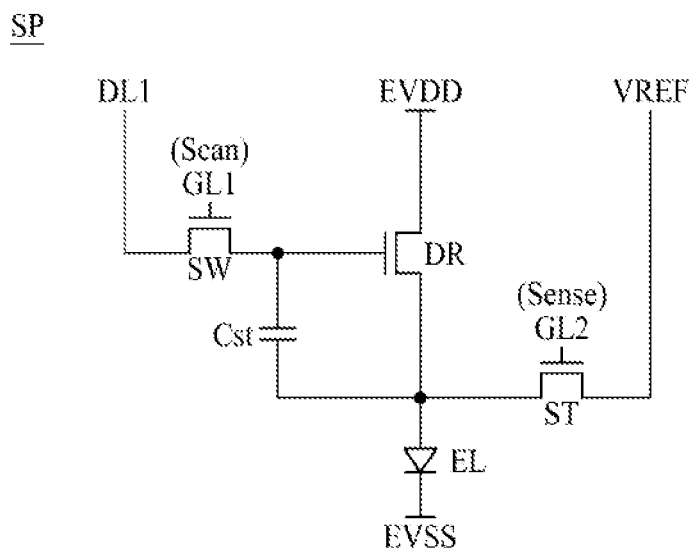 SP
DL1
EVDD
VREF
(Scan)
GL1
SW
DR
(Sense)
GL2
Cst
ST
EL
EVSS